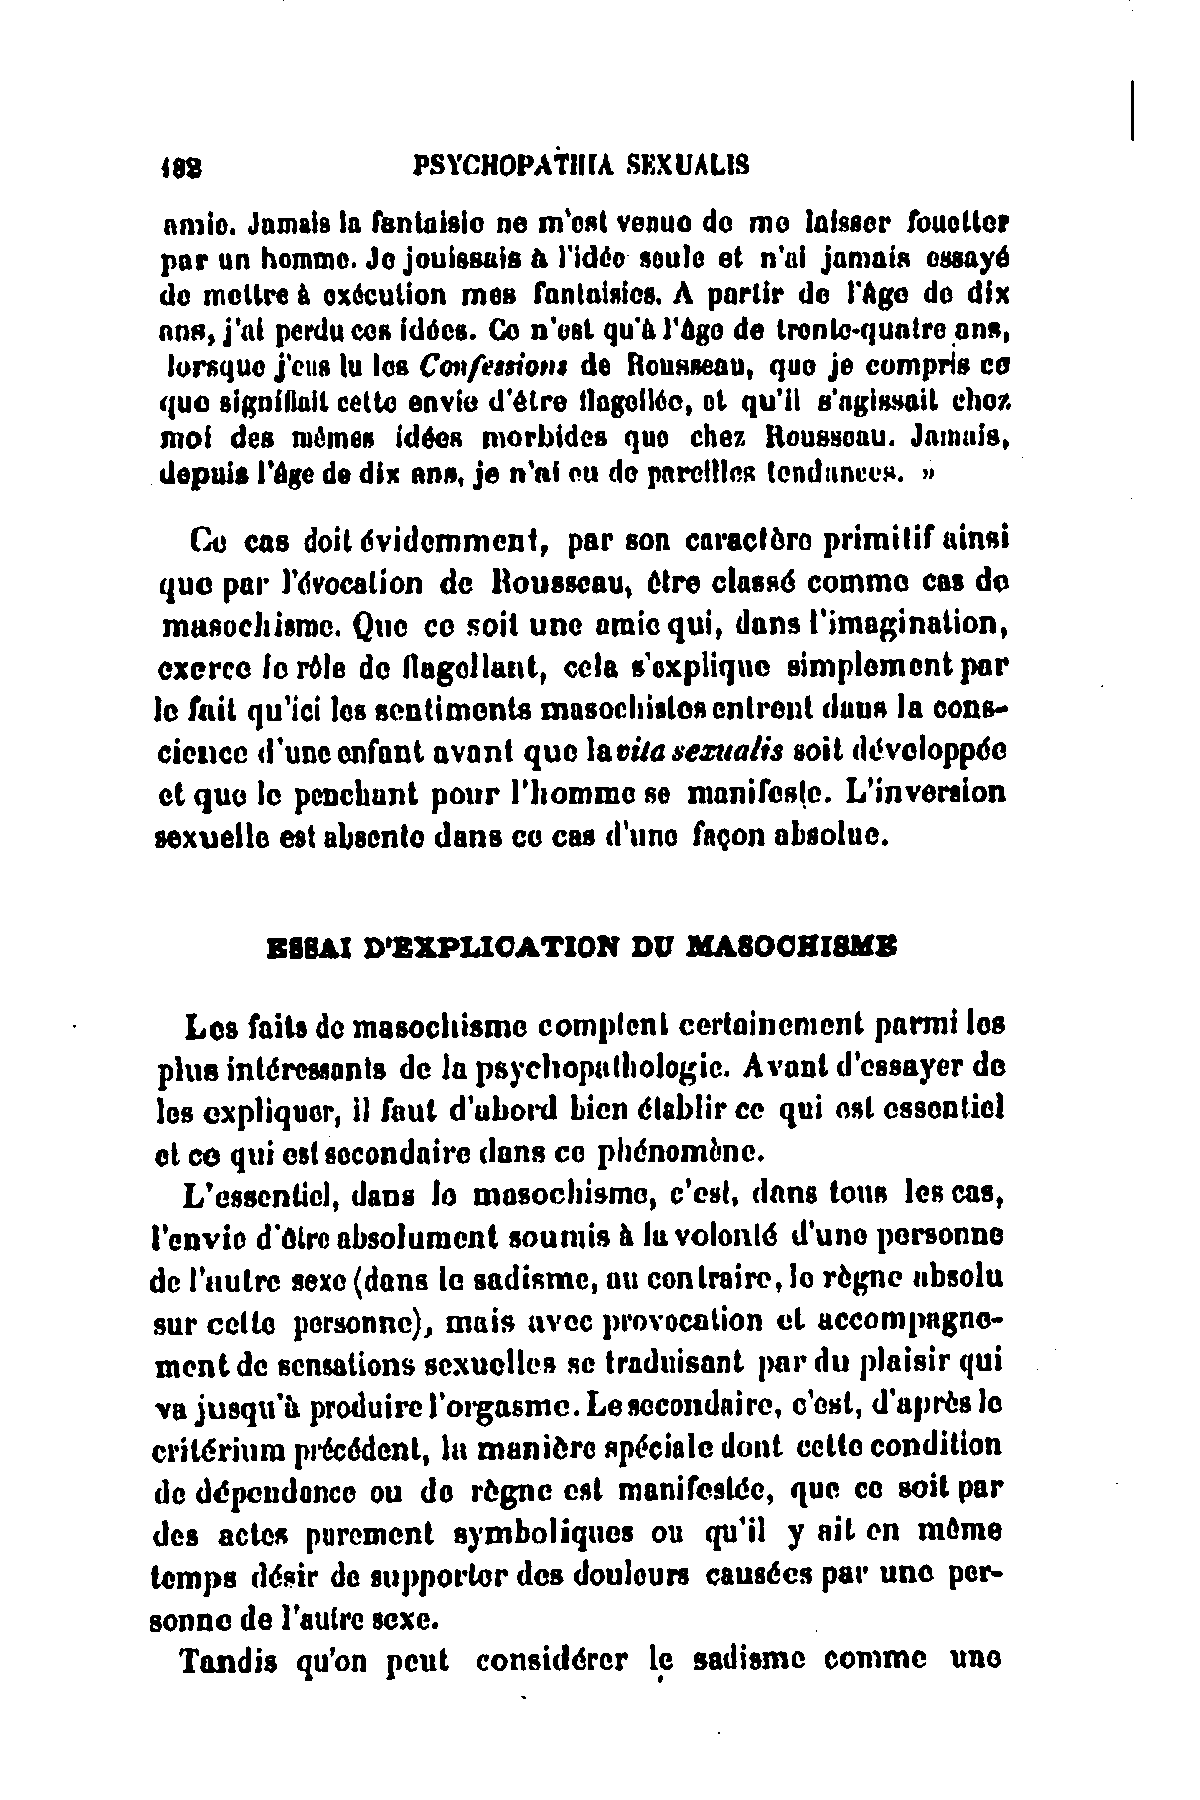 182 PSYCHOPATHIA SEXUALIS
amie. Jamais la fantaisie ne m'est venue de me laisser fouetter
par un homme. Je jouissais à l'idée seule et n'ai jamais essayé
de mettre à exécution mes fantaisies. A partir de l'âge de dix
ans, j'ai perdu ces idées. Ce n'est qu'à l'âge de trente-quatre ans,
lorsque j'eus lu les Confessions de Rousseau, que je compris ce
que signifiait cette envie d'être flagellée, et qu'il s'agissait chez
moi des mêmes idées morbides que chez Rousseau. Jamais,
depuis l'âge de dix ans, je n'ai eu de pareilles tendances. »
Ce cas doit évidemment, par son caractère primitif ainsi
que par l'évocation de Rousseau, être classé comme cas de
masochisme. Que ce soit une amie qui, dans l'imagination,
exerce le rôle de flagellant, cela s'explique simplement par
le fait qu'ici les sentiments masochistes entrent dans la cons-
cience d'une enfant avant que la vita sexualis soit développée
et que le penchant pour l'homme se manifeste. L'inversion
sexuelle est absente dans ce cas d'une façon absolue.
ESSAI D'EXPLICATION DU MASOCHISME
Les faits de masochisme comptent certainement parmi les
plus intéressants de la psychopathologie. Avant d'essayer de
les expliquer, il faut d'abord bien établir ce qui est essentiel
et ce qui est secondaire dans ce phénomène.
L'essentiel, dans le masochisme, c'est, dans tous les cas,
l'envie d'être absolument soumis à la volonté d'une personne
de l'autre sexe (dans le sadisme, au contraire, le règne absolu
sur cette personne), mais avec provocation et accompagne-
ment de sensations sexuelles se traduisant par du plaisir qui
va jusqu'à produire l'orgasme. Le secondaire, c'est, d'après le
critérium précédent, la manière spéciale dont cette condition
de dépendance ou de règne est manifestée, que ce soit par
des actes purement symboliques ou qu'il y ait en même
temps désir de supporter des douleurs causées par une per-
sonne de l'autre sexe.
Tandis qu'on peut considérer le sadisme comme une